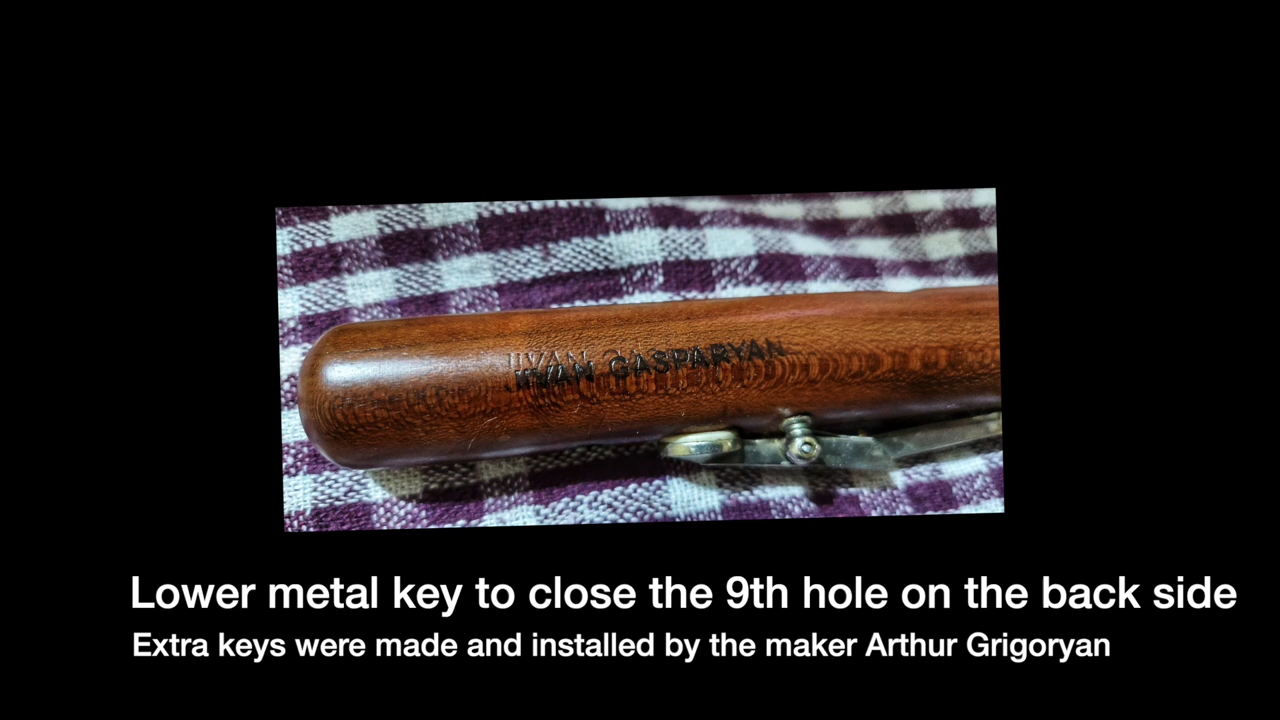 JIVAN GASPARYAN
Lower metal key to close the 9th hole on the back side
Extra keys were made and installed by the maker Arthur Grigoryan